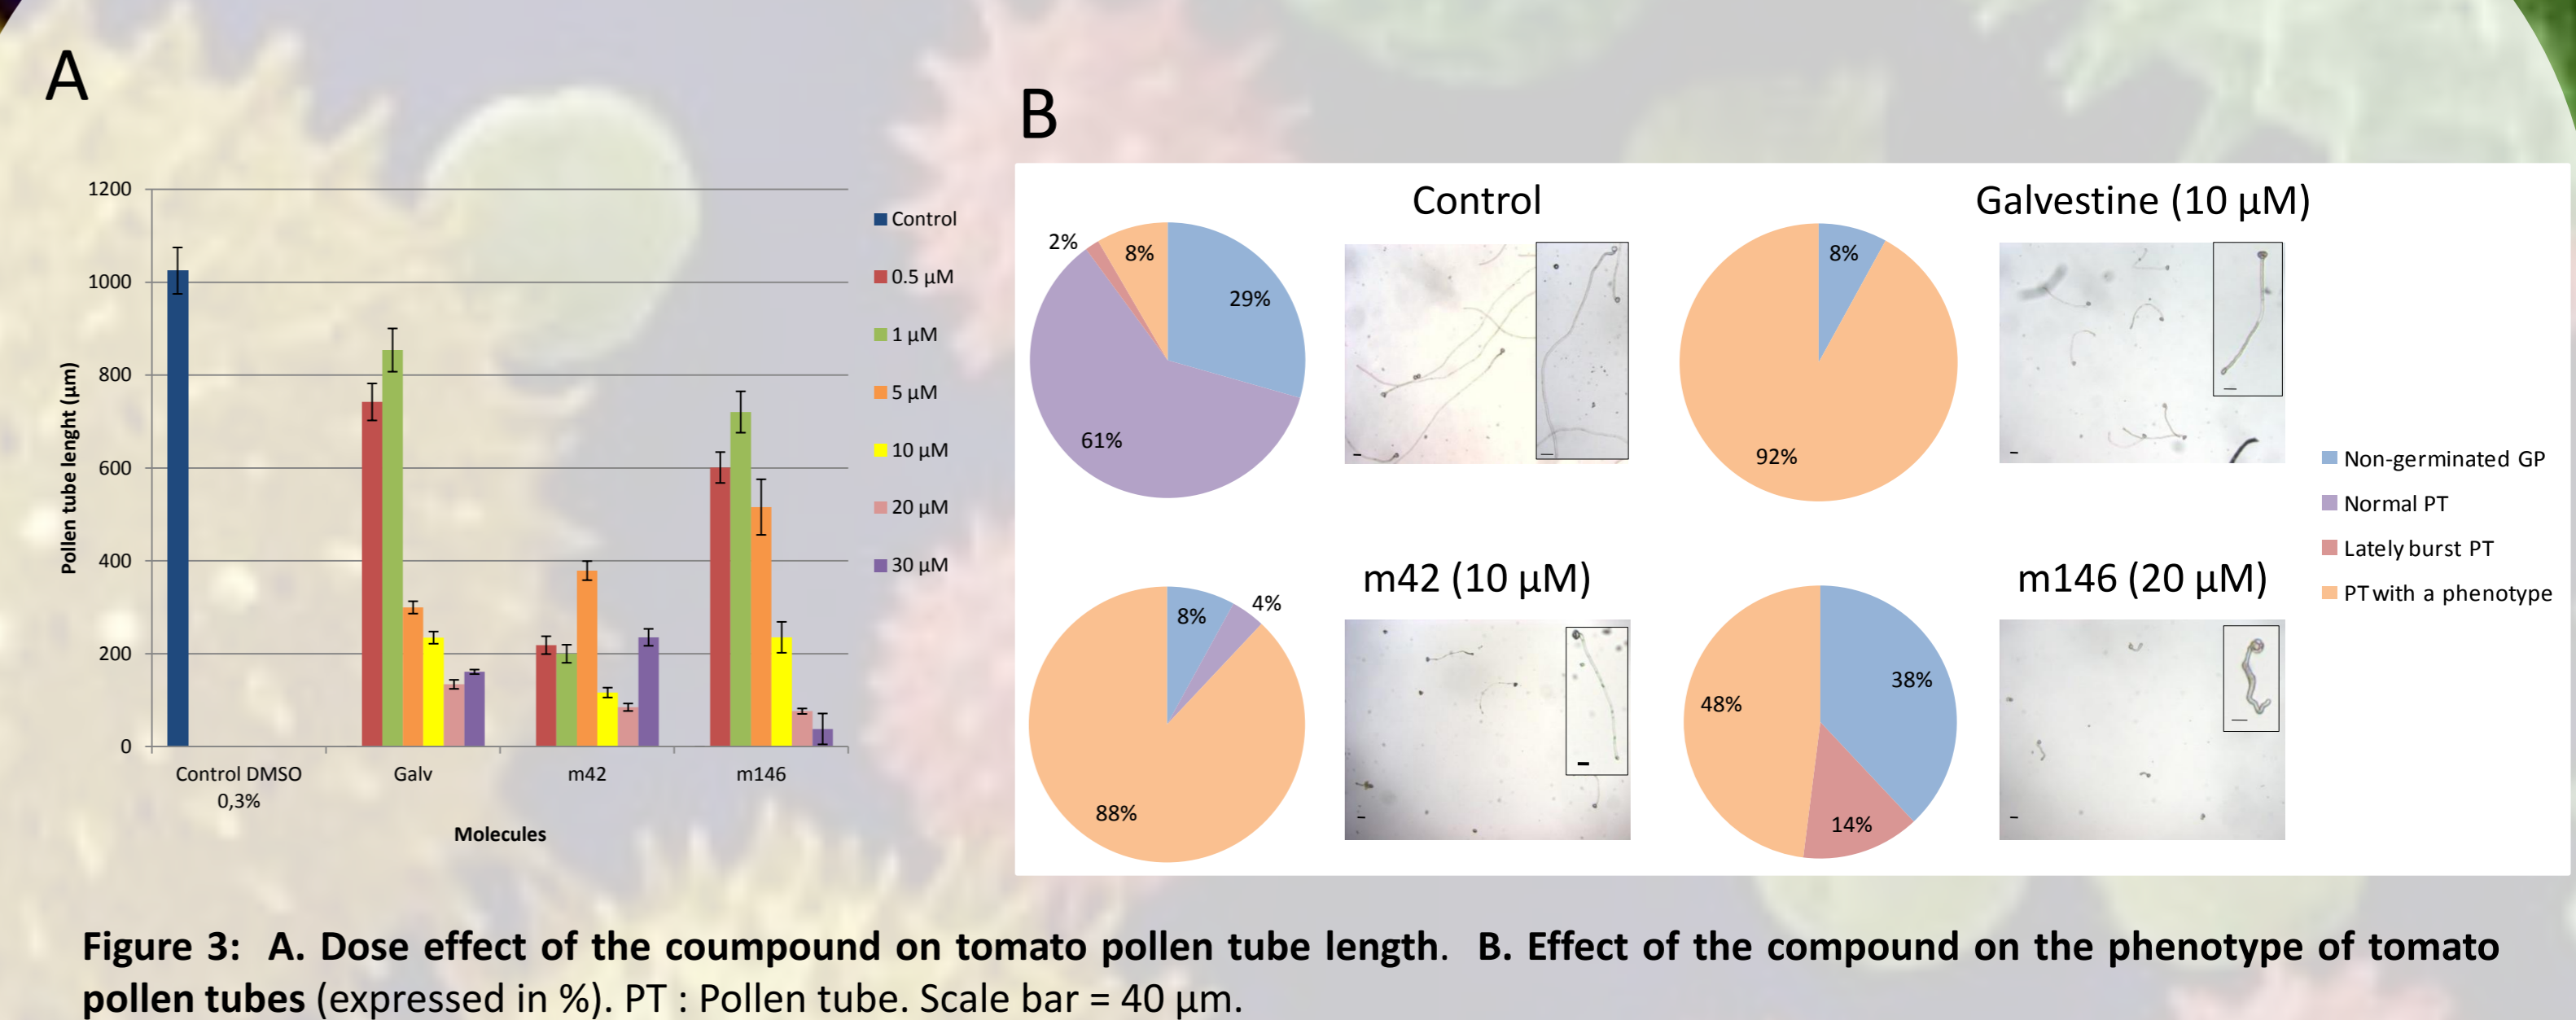 A
1200
1000
800
600
400
200
0
Pollen tube lenght (µm)
Control DMSO
0,3%
Galv
m42
m146
Molecules
Control
0.5 µM
1 µM
5 µM
10 µM
20 µM
30 µM
B
Control
2%
8%
29%
61%
Galvestine (10 µM)
8%
92%
m42 (10 µM)
8%
4%
88%
m146 (20 µM)
38%
48%
14%
Non-germinated GP
Normal PT
Lately burst PT
PT with a phenotype
Figure 3: A. Dose effect of the coumpound on tomato pollen tube length. B. Effect of the compound on the phenotype of tomato
pollen tubes (expressed in %). PT : Pollen tube. Scale bar = 40 µm.